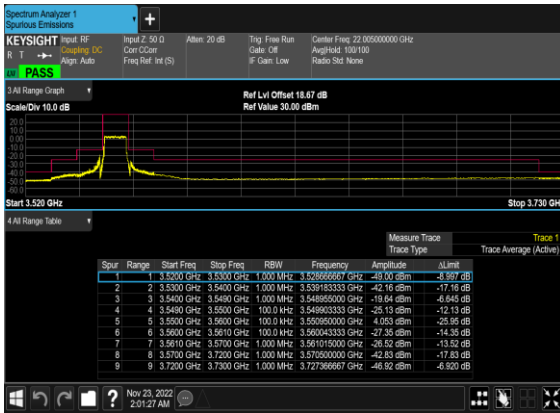 Spectrum Analyzer 1
Spurious Emissions
+
KEYSIGHT Input: RF Input Z: 50 Ω Atten: 20 dB Trig: Free Run Center Freq: 22.005000000 GHz
R T Coupling: DC Corr CCorr Gate: Off Avg|Hold: 100/100
Align: Auto Freq Ref: Int (S) IF Gain: Low Radio Std: None
PASS
3 All Range Graph Ref Lvl Offset 18.67 dB
Scale/Div 10.0 dB Ref Value 30.00 dBm
20.0
10.0
0.00
-10.0
-20.0
-30.0
-40.0
-50.0
-60.0
Start 3.520 GHz Stop 3.730 GH
4 All Range Table
Measure Trace Trace 1
Trace Type Trace Average (Active)
Spur Range Start Freq Stop Freq RBW Frequency Amplitude ΔLimit
1 1 3.5200 GHz 3.5300 GHz 1.000 MHz 3.528666667 GHz -49.00 dBm -8.997 dB
2 2 3.5300 GHz 3.5400 GHz 1.000 MHz 3.539183333 GHz -42.16 dBm -17.16 dB
3 3 3.5400 GHz 3.5490 GHz 1.000 MHz 3.548955000 GHz -19.64 dBm -6.645 dB
4 4 3.5490 GHz 3.5500 GHz 100.0 kHz 3.549903333 GHz -25.13 dBm -12.13 dB
5 5 3.5500 GHz 3.5600 GHz 100.0 kHz 3.550950000 GHz 4.053 dBm -25.95 dB
6 6 3.5600 GHz 3.5610 GHz 100.0 kHz 3.560043333 GHz -27.35 dBm -14.35 dB
7 7 3.5610 GHz 3.5700 GHz 1.000 MHz 3.561015000 GHz -26.52 dBm -13.52 dB
8 8 3.5700 GHz 3.7200 GHz 1.000 MHz 3.570500000 GHz -42.83 dBm -17.83 dB
9 9 3.7200 GHz 3.7300 GHz 1.000 MHz 3.727366667 GHz -46.92 dBm -6.920 dB
? Nov 23, 2022
2:01:27 AM